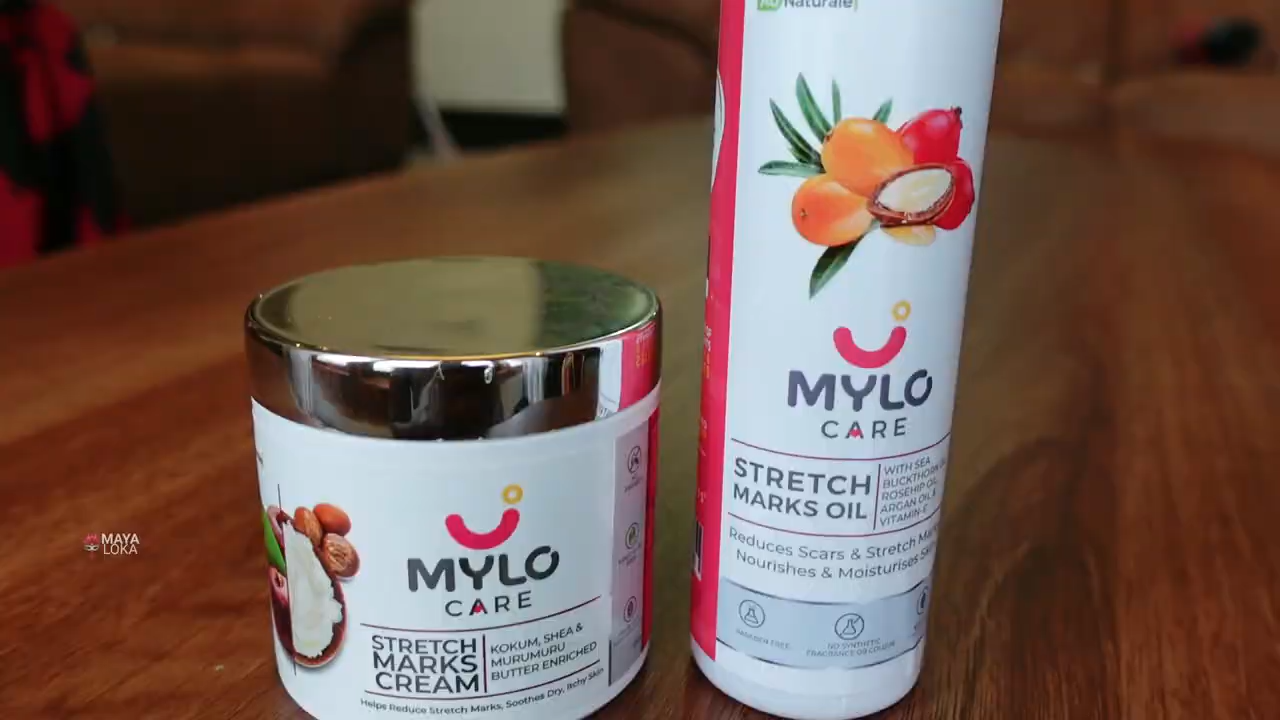 Naturale
MYLO
CARE
STRETCH
MARKS OIL
WITH SEA
BUCKTHORN
ROSEHIP OIL,
ARGAN OIL &
VITAMIN-E
Reduces Scars & Stretch
Nourishes & Moisturises
PARABEN FREE
NO SYNTHETIC
FRAGRANCE OR COLOUR
MYLO
CARE
STRETCH
MARKS
CREAM
KOKUM, SHEA &
MURUMURU
BUTTER ENRICHED
Helps Reduce Stretch Marks, Soothes Dry, Itchy Skin
MAYA
LOKA